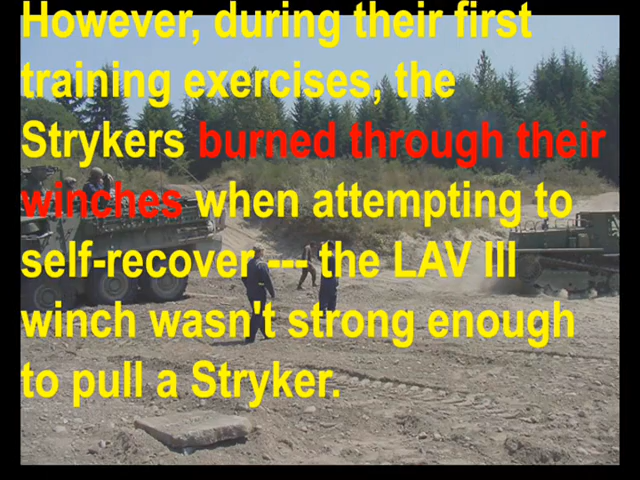 However, during their first
training exercises, the
Strykers burned through their
winches when attempting to
self-recover --- the LAV III
winch wasn't strong enough
to pull a Stryker.